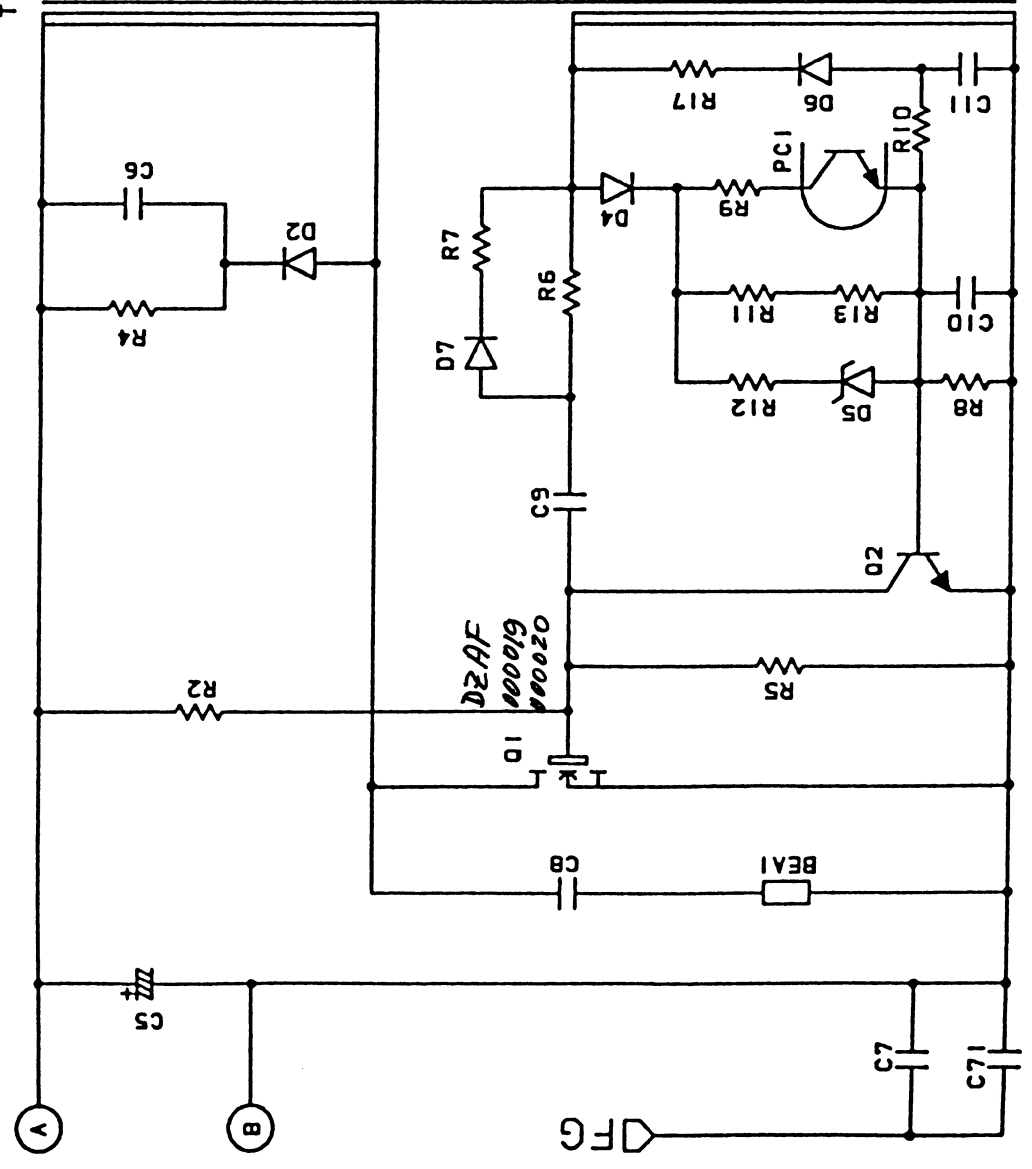 C6
D2
R4
R7
D7
R6
D4
R17
D6
C11
R10
PC1
R9
R11
R13
C10
R12
D5
R8
C9
Q2
R5
R2
DZAF
000019
000020
Q1
C8
BEA1
C5
+
A
B
FG
C7
C71